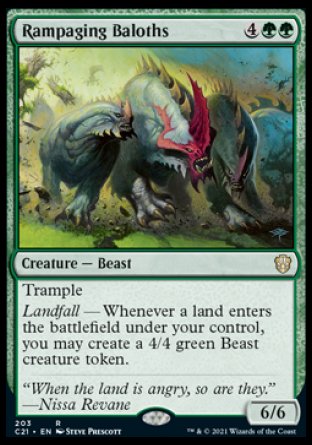 Rampaging Baloths 4
Creature — Beast
Trample
Landfall — Whenever a land enters
the battlefield under your control,
you may create a 4/4 green Beast
creature token.
“When the land is angry, so are they.”
—Nissa Revane
6/6
203 R
C21 • EN Steve Prescott
™ & © 2021 Wizards of the Coast